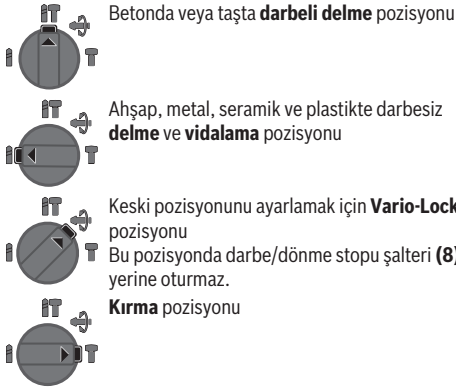 Betonda veya taşta darbeli delme pozisyonu
Ahşap, metal, seramik ve plastikte darbesiz
delme ve vidalama pozisyonu
Keski pozisyonunu ayarlamak için Vario-Lock
pozisyonu
Bu pozisyonda darbe/dönme stopu şalteri (8)
yerine oturmaz.
Kırma pozisyonu